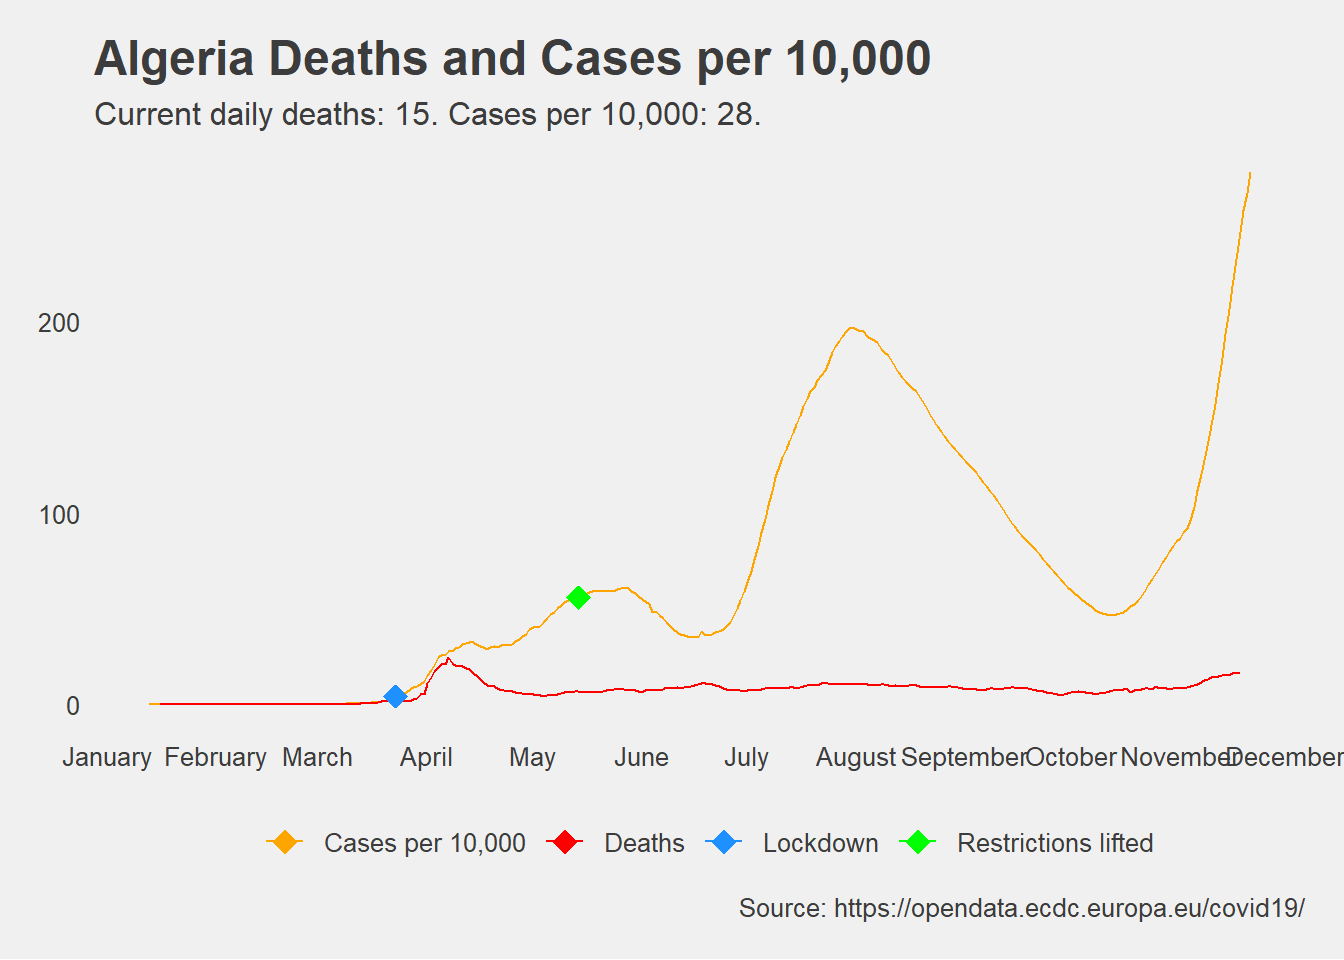 Algeria Deaths and Cases per 10,000
Current daily deaths: 15. Cases per 10,000: 28.
200
100
0
January February March April May June July August September October November December
Cases per 10,000 Deaths Lockdown Restrictions lifted
Source: https://opendata.ecdc.europa.eu/covid19/